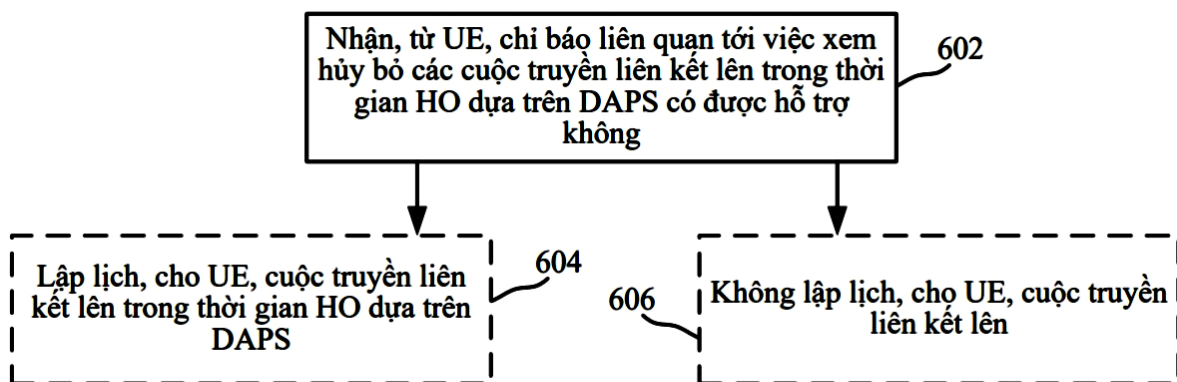 Nhận, từ UE, chỉ báo liên quan tới việc xem
hủy bỏ các cuộc truyền liên kết lên trong thời
gian HO dựa trên DAPS có được hỗ trợ
không
602
Lập lịch, cho UE, cuộc truyền liên
kết lên trong thời gian HO dựa trên
DAPS
604
606
Không lập lịch, cho UE, cuộc truyền
liên kết lên